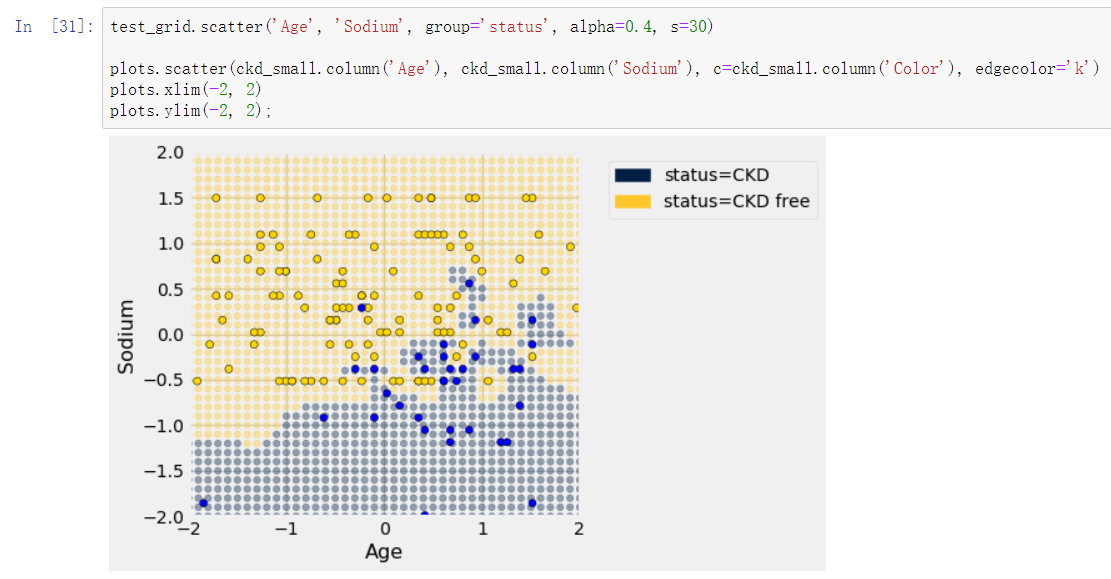 In [31]:
test_grid.scatter('Age', 'Sodium', group='status', alpha=0.4, s=30)
plots.scatter(ckd_small.column('Age'), ckd_small.column('Sodium'), c=ckd_small.column('Color'), edgecolor='k')
plots.xlim(-2, 2)
plots.ylim(-2, 2);
2.0
1.5
1.0
0.5
0.0
−0.5
−1.0
−1.5
−2.0
Sodium
−2
−1
0
1
2
Age
status=CKD
status=CKD free